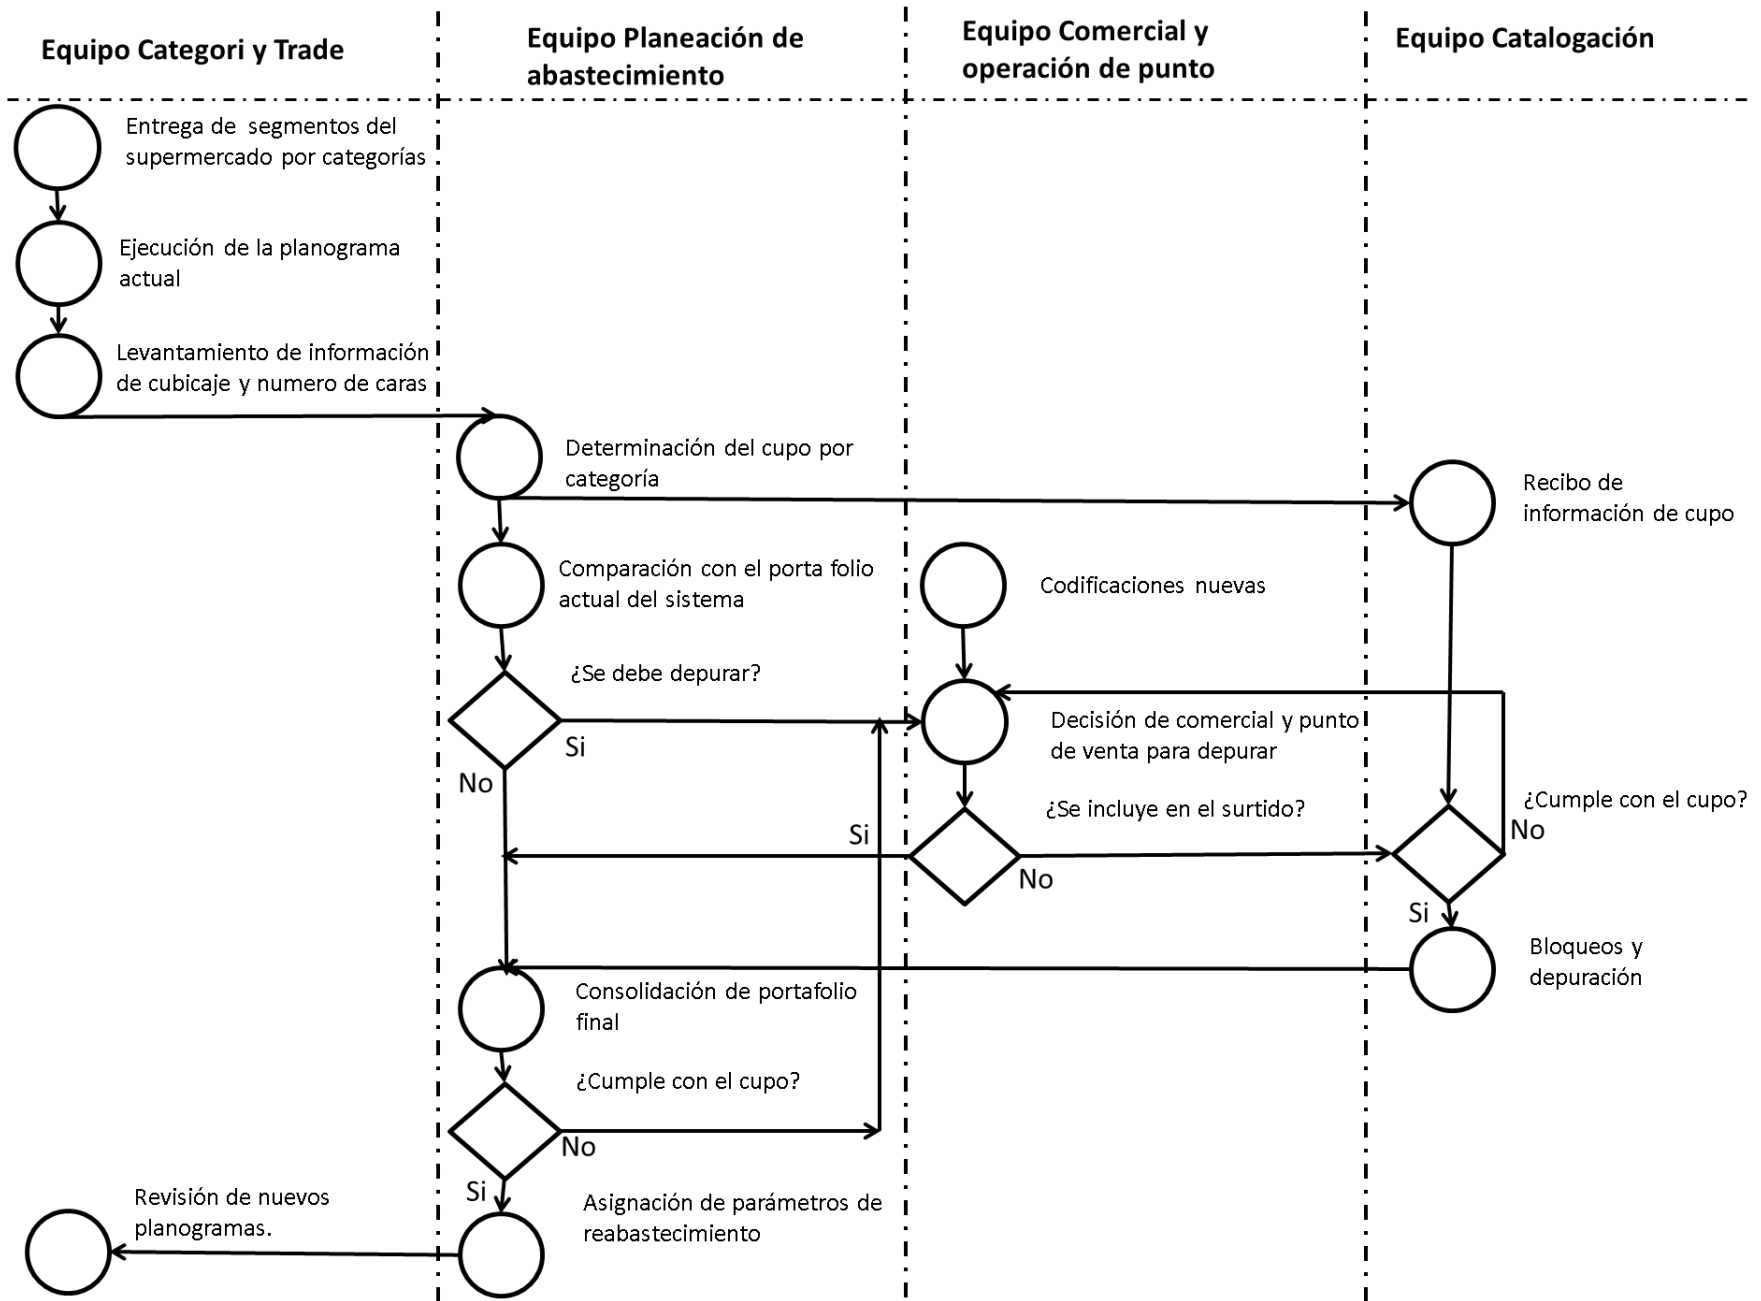 Equipo Categori y Trade
Equipo Planeación de
abastecimiento
Equipo Comercial y
operación de punto
Equipo Catalogación
Entrega de segmentos del
supermercado por categorías
Ejecución de la planograma
actual
Levantamiento de información
de cubicaje y numero de caras
Determinación del cupo por
categoría
Recibo de
información de cupo
Comparación con el porta folio
actual del sistema
Codificaciones nuevas
¿Se debe depurar?
Si
No
Decisión de comercial y punto
de venta para depurar
¿Se incluye en el surtido?
Si
No
¿Cumple con el cupo?
No
Si
Bloqueos y
depuración
Consolidación de portafolio
final
¿Cumple con el cupo?
No
Si
Asignación de parámetros de
reabastecimiento
Revisión de nuevos
planogramas.